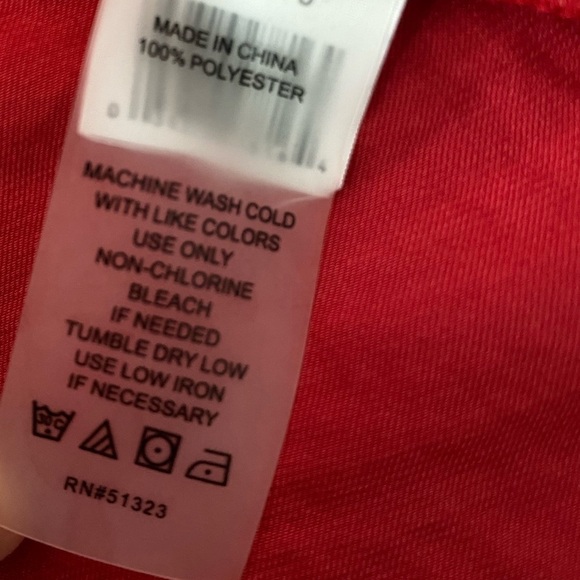 MADE IN CHINA
100% POLYESTER
MACHINE WASH COLD
WITH LIKE COLORS
USE ONLY
NON-CHLORINE
BLEACH
IF NEEDED
TUMBLE DRY LOW
USE LOW IRON
IF NECESSARY
RN#51323